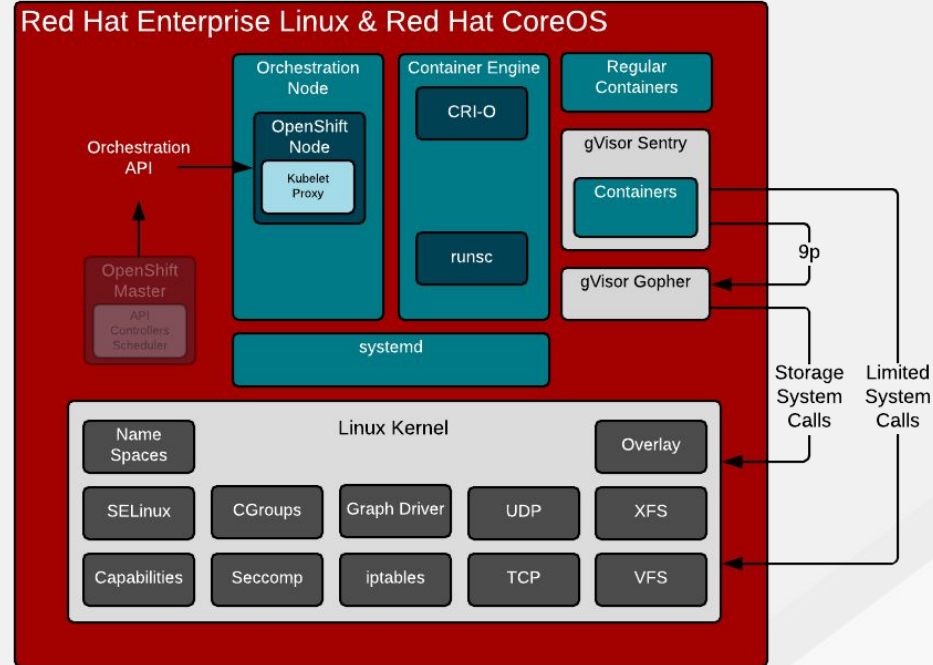 Red Hat Enterprise Linux & Red Hat CoreOS
Orchestration
Node
OpenShift
Node
Kubelet
Proxy
Container Engine
CRI-O
runsc
Regular
Containers
gVisor Sentry
Containers
gVisor Gopher
9p
Orchestration
API
OpenShift
Master
API
Controllers
Scheduler
systemd
Storage
System
Calls
Limited
System
Calls
Linux Kernel
Name
Spaces
Overlay
SELinux
CGroups
Graph Driver
UDP
XFS
Capabilities
Seccomp
iptables
TCP
VFS